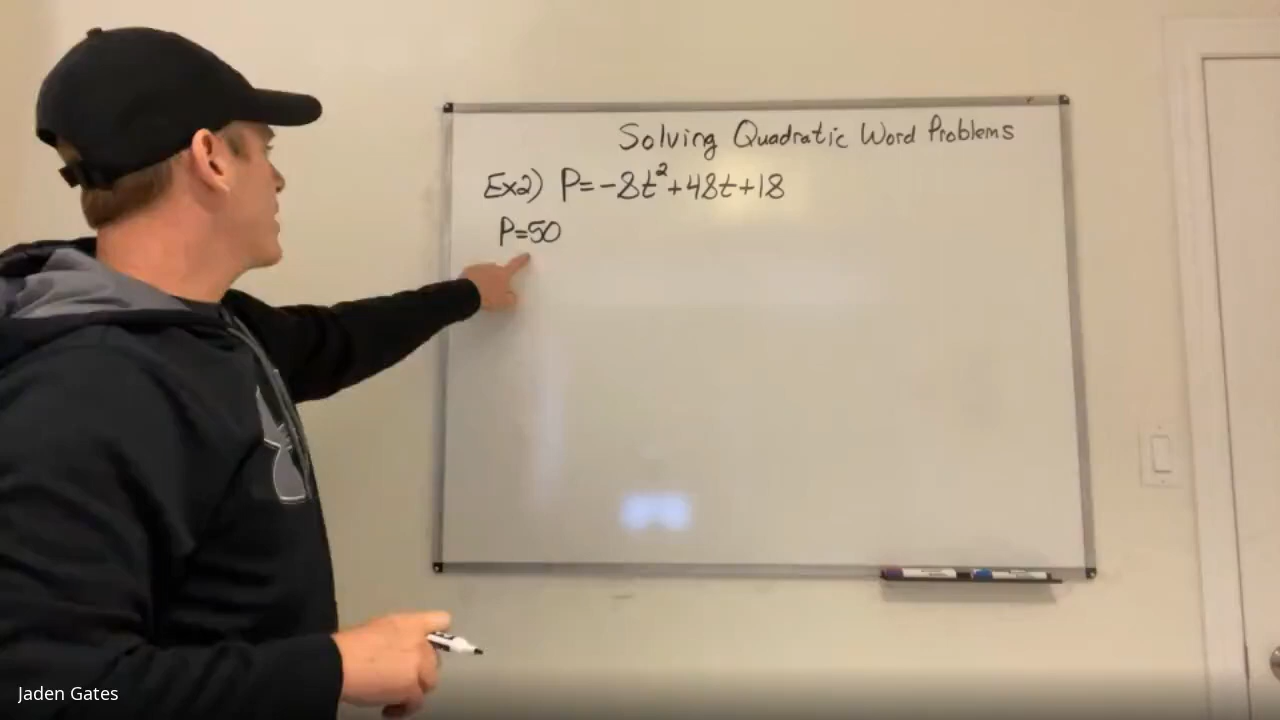 Solving Quadratic Word Problems
Ex2) P=-8t²+48t+18
P=50
Jaden Gates